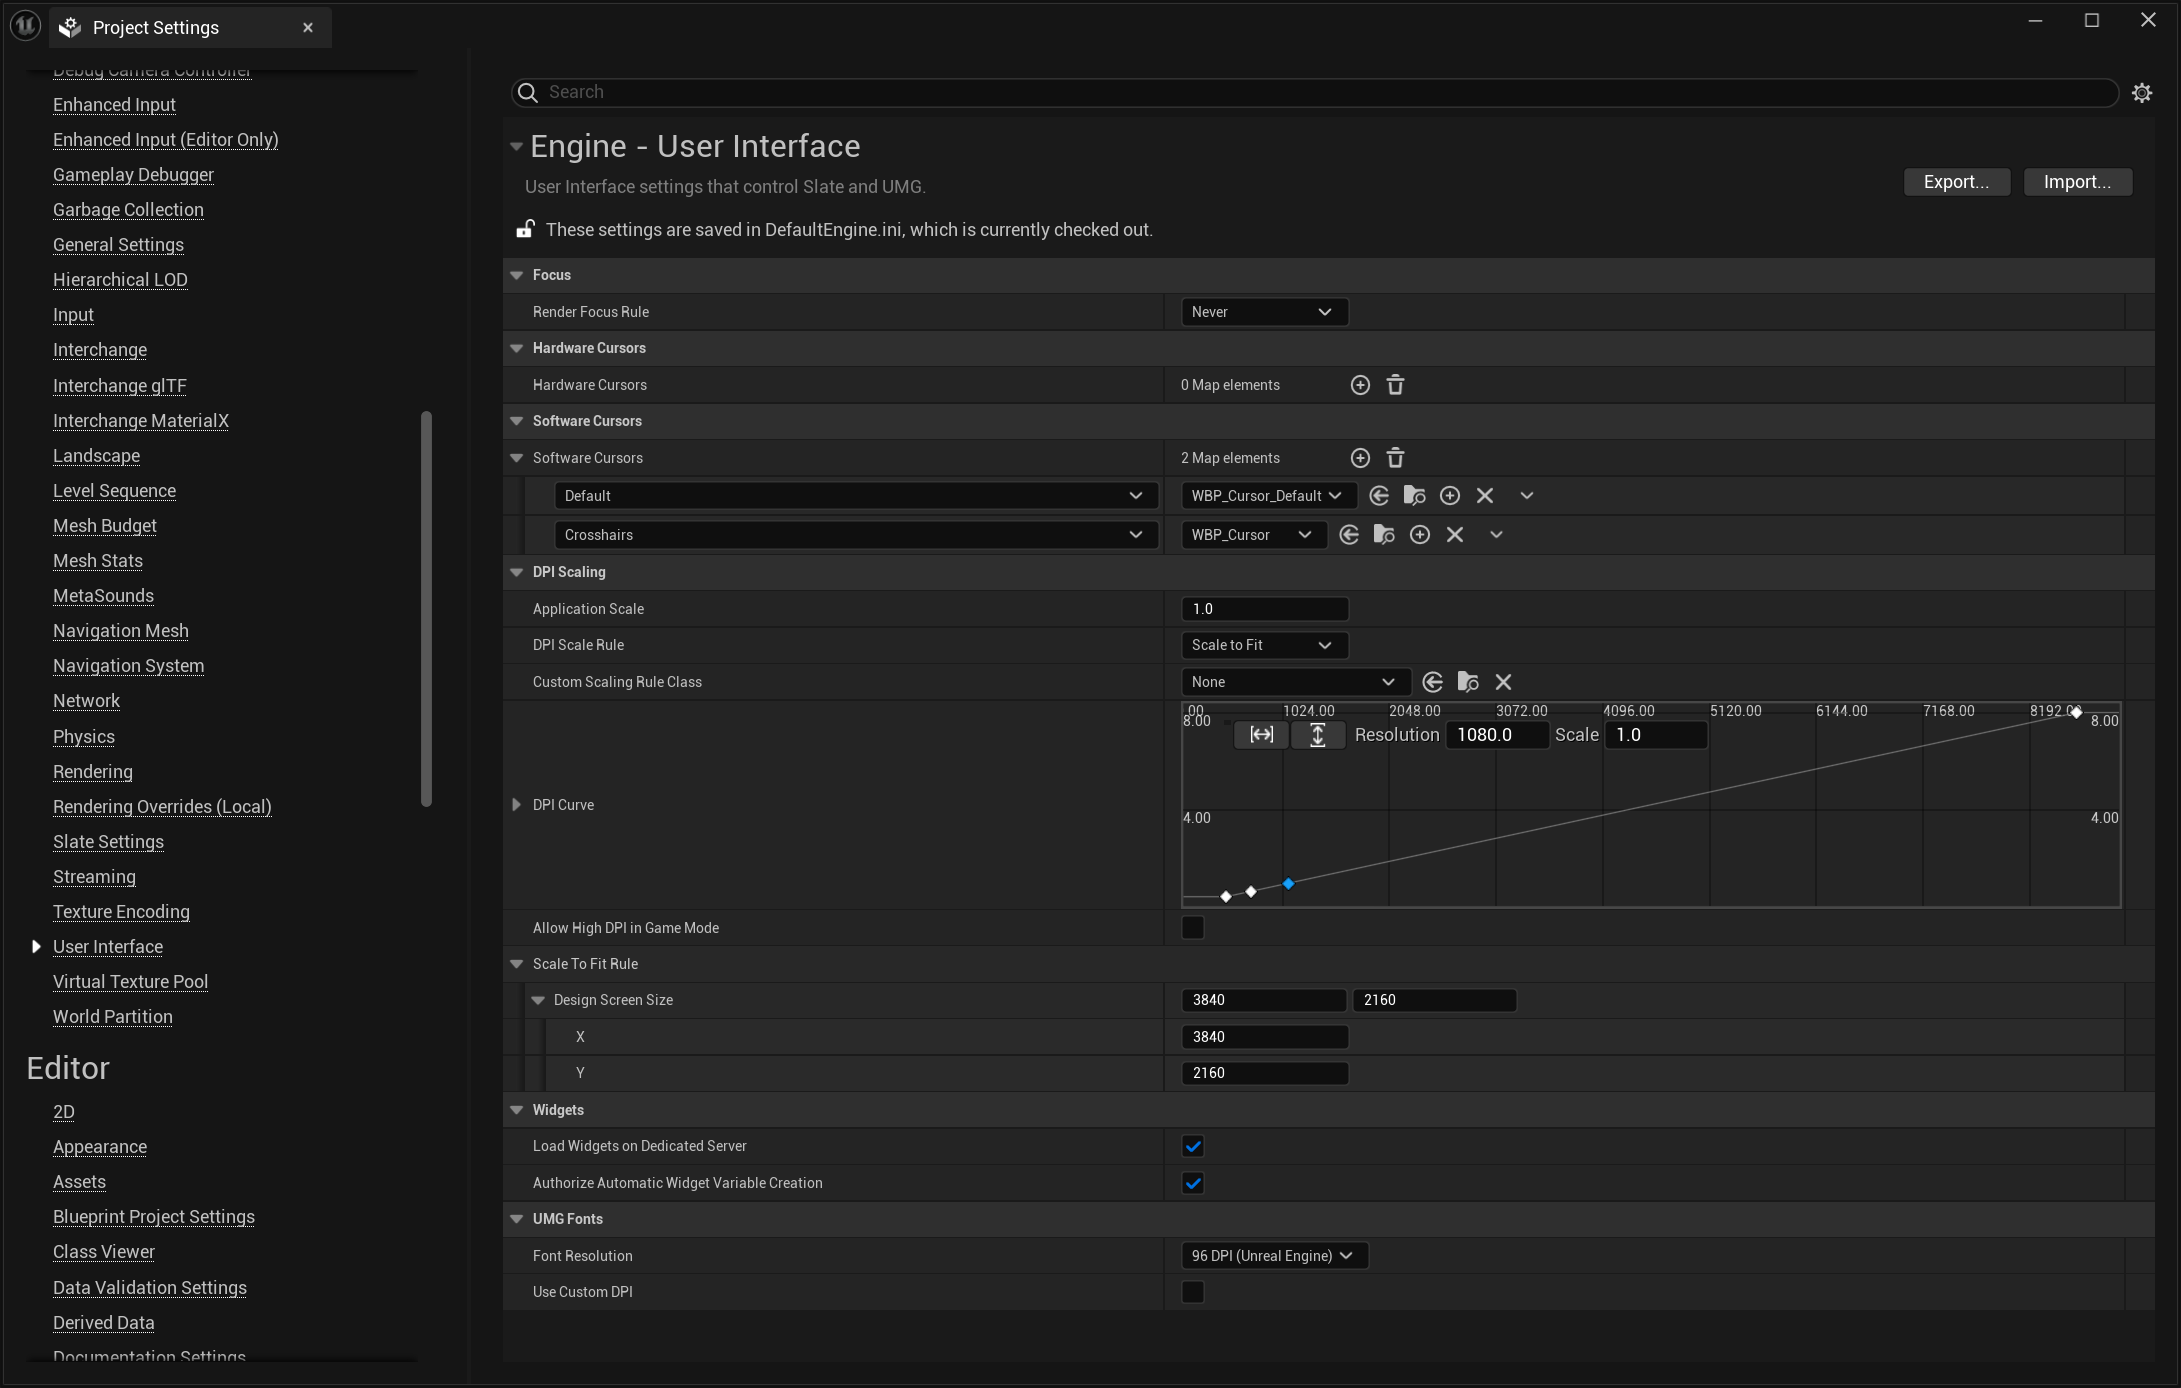 Project Settings
Debug Camera Controller
Enhanced Input
Enhanced Input (Editor Only)
Gameplay Debugger
Garbage Collection
General Settings
Hierarchical LOD
Input
Interchange
Interchange glTF
Interchange MaterialX
Landscape
Level Sequence
Mesh Budget
Mesh Stats
MetaSounds
Navigation Mesh
Navigation System
Network
Physics
Rendering
Rendering Overrides (Local)
Slate Settings
Streaming
Texture Encoding
User Interface
Virtual Texture Pool
World Partition
Editor
2D
Appearance
Assets
Blueprint Project Settings
Class Viewer
Data Validation Settings
Derived Data
Documentation Settings
Search
Engine - User Interface
User Interface settings that control Slate and UMG.
Export...
Import...
These settings are saved in DefaultEngine.ini, which is currently checked out.
Focus
Render Focus Rule
Never
Hardware Cursors
Hardware Cursors
0 Map elements
Software Cursors
Software Cursors
2 Map elements
Default
WBP_Cursor_Default
Crosshairs
WBP_Cursor
DPI Scaling
Application Scale
1.0
DPI Scale Rule
Scale to Fit
Custom Scaling Rule Class
None
DPI Curve
.00 1024.00 2048.00 3072.00 4096.00 5120.00 6144.00 7168.00 8192.00
8.00 8.00
Resolution 1080.0 Scale 1.0
4.00 4.00
Allow High DPI in Game Mode
Scale To Fit Rule
Design Screen Size
3840 2160
X
3840
Y
2160
Widgets
Load Widgets on Dedicated Server
Authorize Automatic Widget Variable Creation
UMG Fonts
Font Resolution
96 DPI (Unreal Engine)
Use Custom DPI